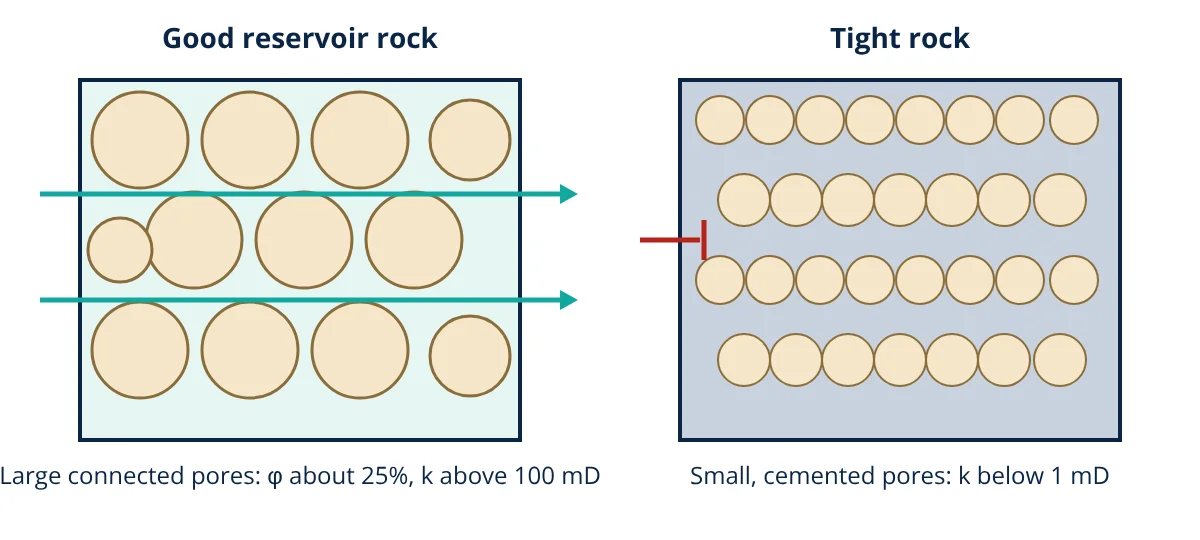 Good reservoir rock
Tight rock
Large connected pores: φ about 25%, k above 100 mD
Small, cemented pores: k below 1 mD